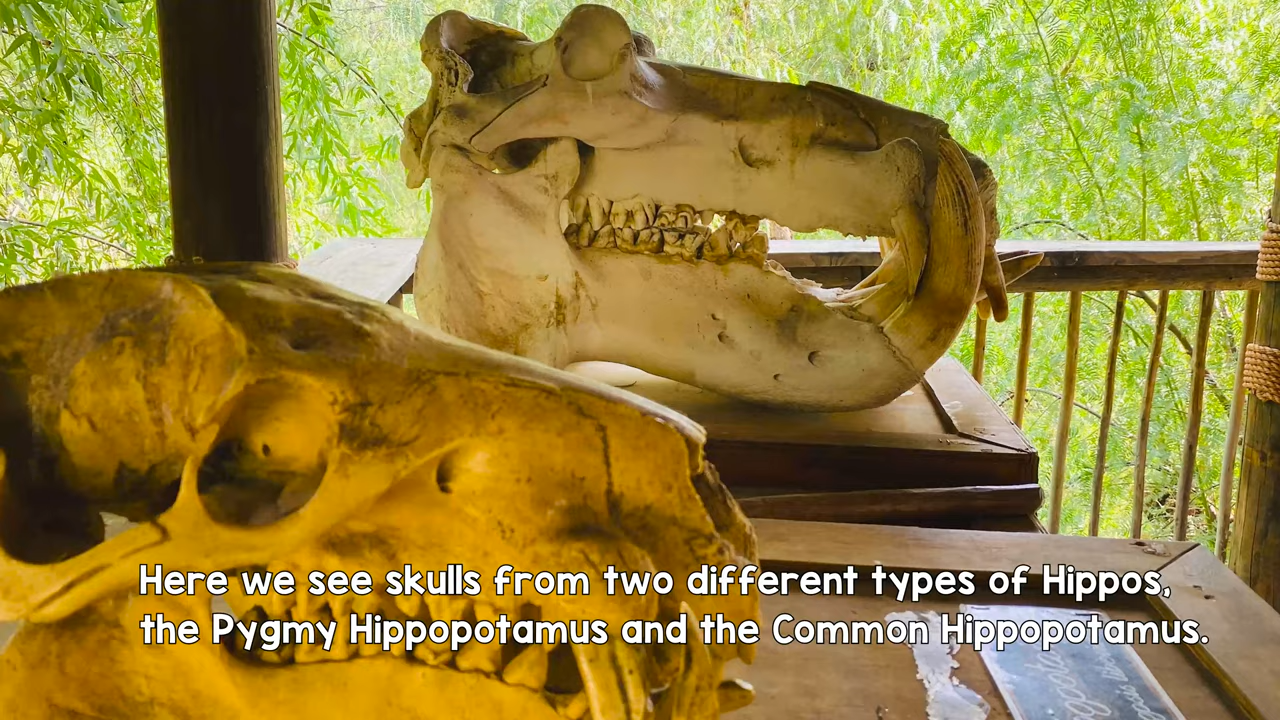 Here we see skulls from two different types of Hippos,
the Pygmy Hippopotamus and the Common Hippopotamus.